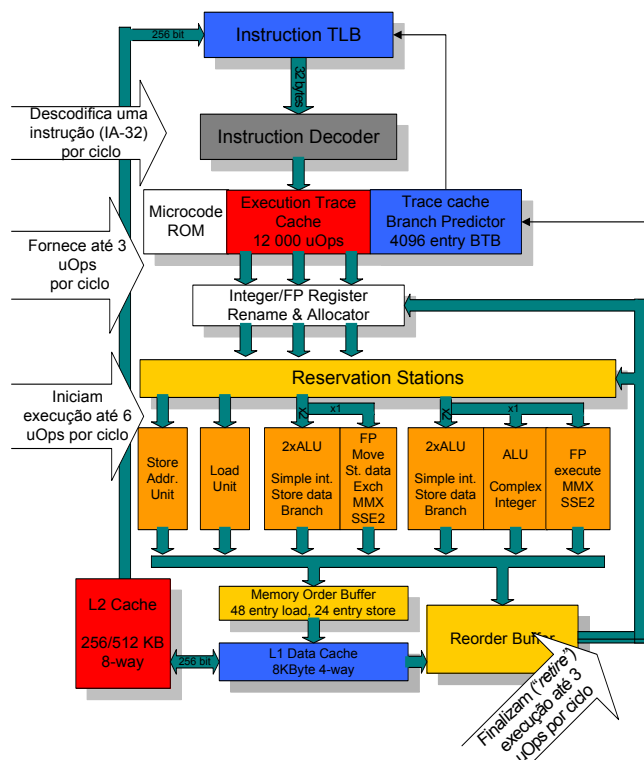 256 bit
Instruction TLB
32 bytes
Descodifica uma
instrução (IA-32)
por ciclo
Instruction Decoder
Microcode
ROM
Execution Trace
Cache
12 000 uOps
Trace cache
Branch Predictor
4096 entry BTB
Fornece até 3
uOps
por ciclo
Integer/FP Register
Rename & Allocator
Iniciam
execução até 6
uOps por ciclo
Reservation Stations
x2
x1
x2
x1
Store
Addr.
Unit
Load
Unit
2xALU
Simple int.
Store data
Branch
FP
Move
St. data
Exch
MMX
SSE2
2xALU
Simple int.
Store data
Branch
ALU
Complex
Integer
FP
execute
MMX
SSE2
L2 Cache
256/512 KB
8-way
Memory Order Buffer
48 entry load, 24 entry store
256 bit
L1 Data Cache
8KByte 4-way
Reorder Buffer
Finalizam ("retire")
execução até 3
uOps por ciclo